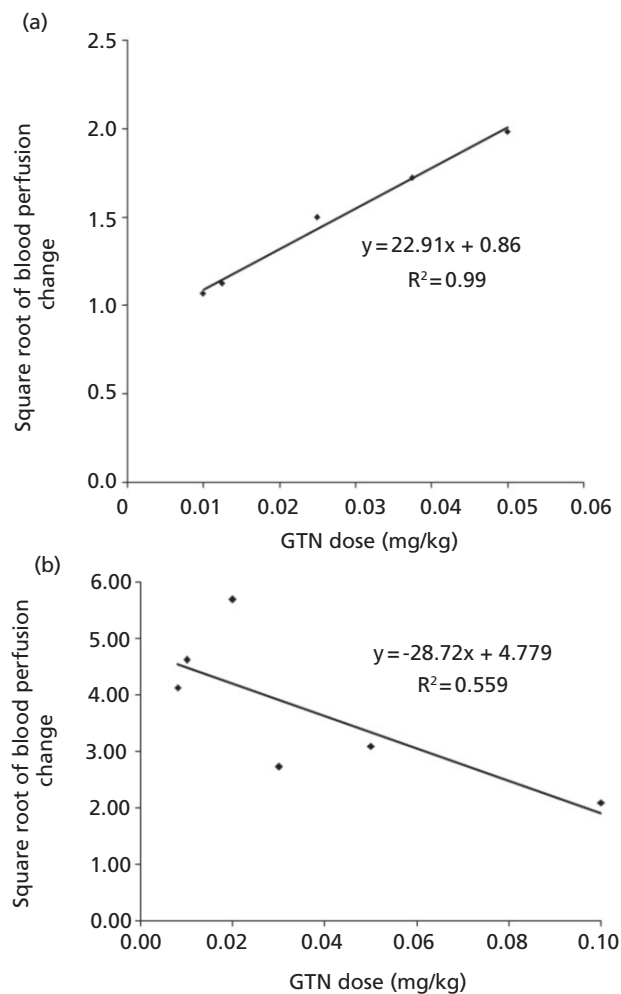 (a)
2.5
2.0
1.5
1.0
0.5
0.0
0
0.01
0.02
0.03
0.04
0.05
0.06
Square root of blood perfusion
change
y=22.91x + 0.86
R²=0.99
GTN dose (mg/kg)
(b)
6.00
5.00
4.00
3.00
2.00
1.00
0.00
0.00
0.02
0.04
0.06
0.08
0.10
Square root of blood perfusion
change
y=-28.72x + 4.779
R²=0.559
GTN dose (mg/kg)